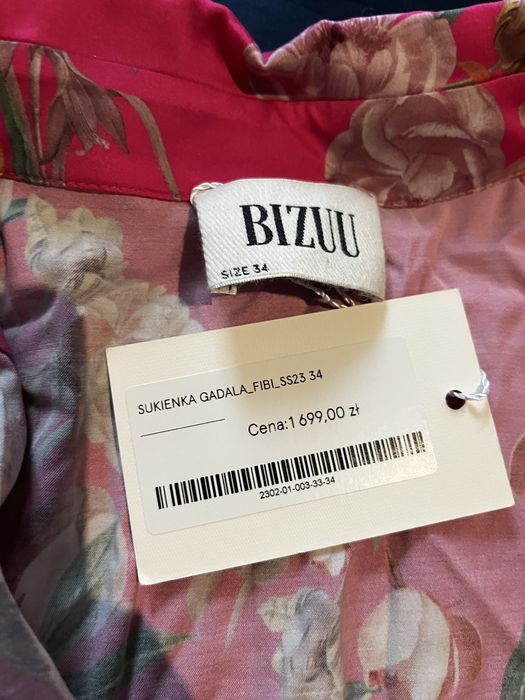 BIZUU
SIZE 34
SUKIENKA GADALA_FIBI_SS23 34
Cena:1 699,00 zł
2302-01-003-33-34